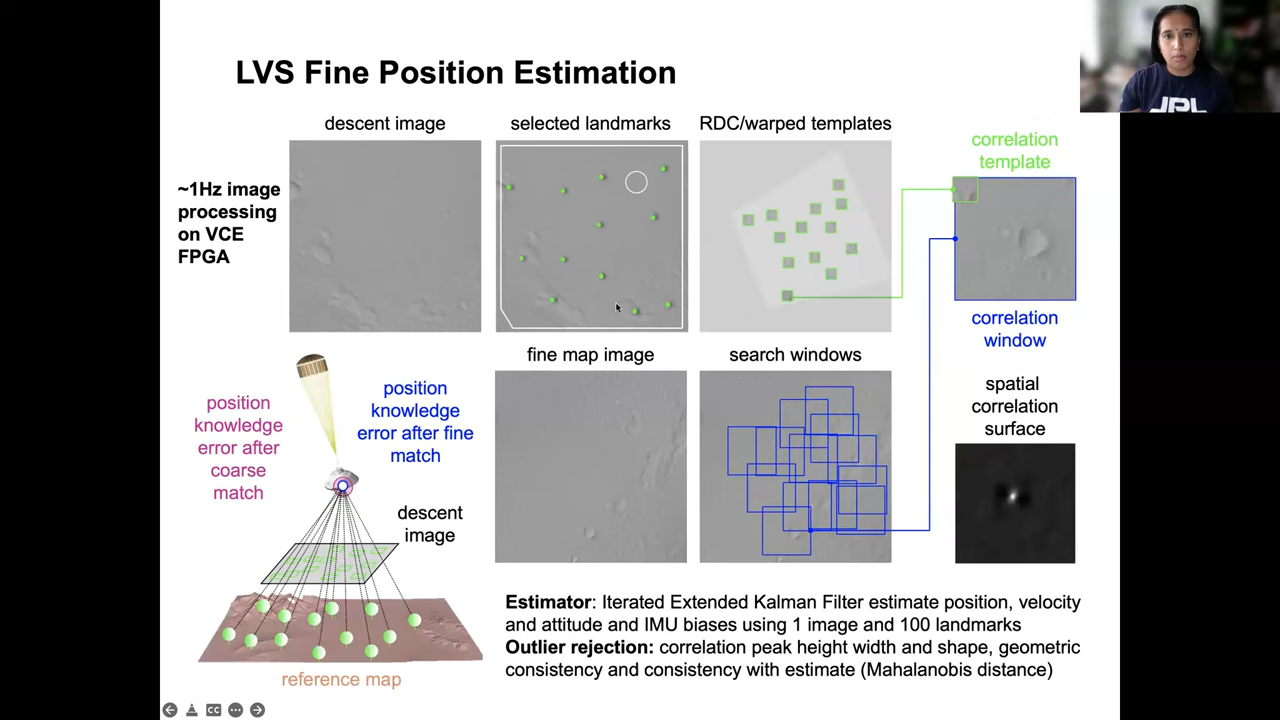 LVS Fine Position Estimation
descent image
selected landmarks
RDC/warped templates
correlation
template
~1Hz image
processing
on VCE
FPGA
correlation
window
fine map image
search windows
spatial
correlation
surface
position
knowledge
error after
coarse
match
position
knowledge
error after fine
match
descent
image
reference map
Estimator: Iterated Extended Kalman Filter estimate position, velocity
and attitude and IMU biases using 1 image and 100 landmarks
Outlier rejection: correlation peak height width and shape, geometric
consistency and consistency with estimate (Mahalanobis distance)
JPL
CC